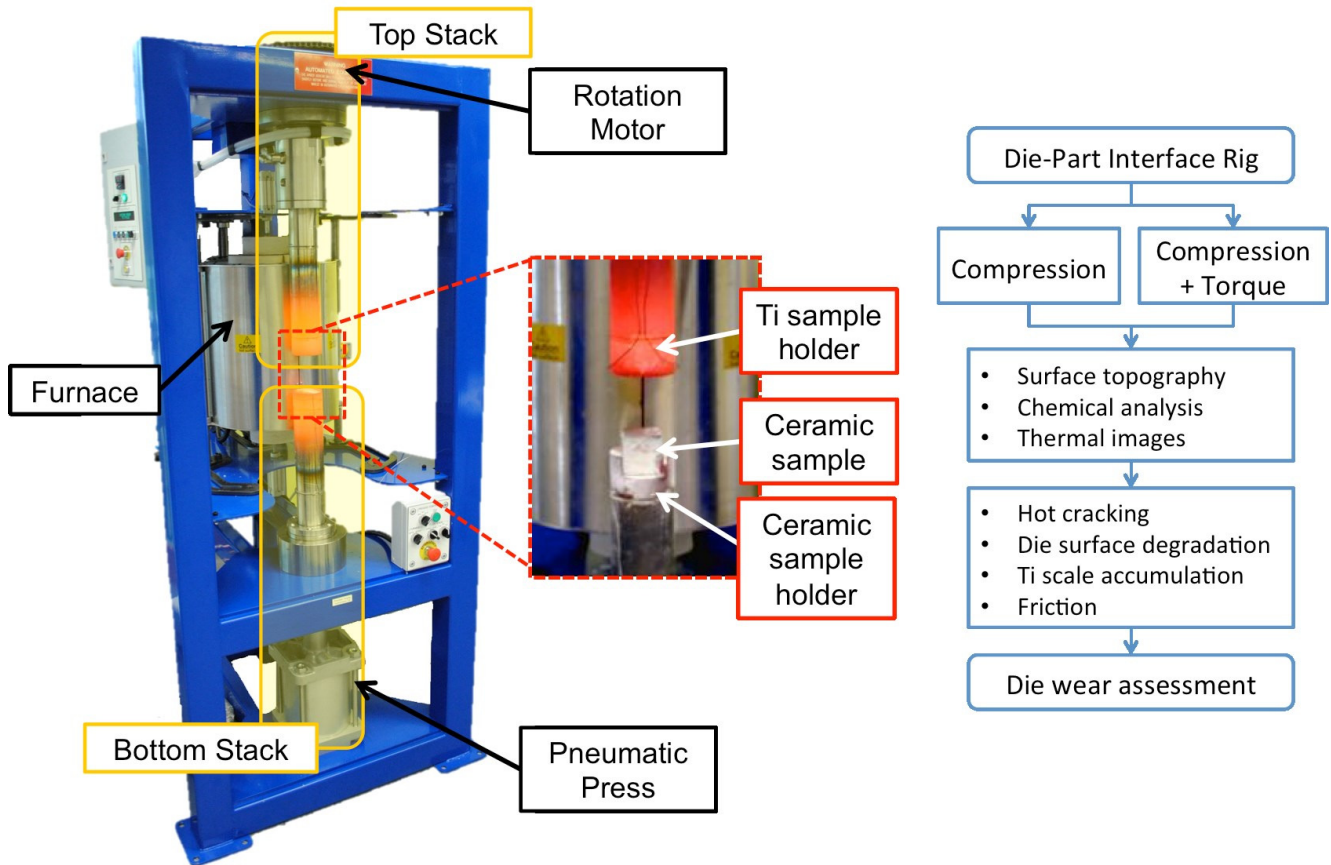 Top Stack
WARNING
Rotation
Motor
Furnace
Ti sample
holder
Ceramic
sample
Ceramic
sample
holder
Bottom Stack
Pneumatic
Press
Die-Part Interface Rig
Compression
Compression
+ Torque
• Surface topography
• Chemical analysis
• Thermal images
• Hot cracking
• Die surface degradation
• Ti scale accumulation
• Friction
Die wear assessment